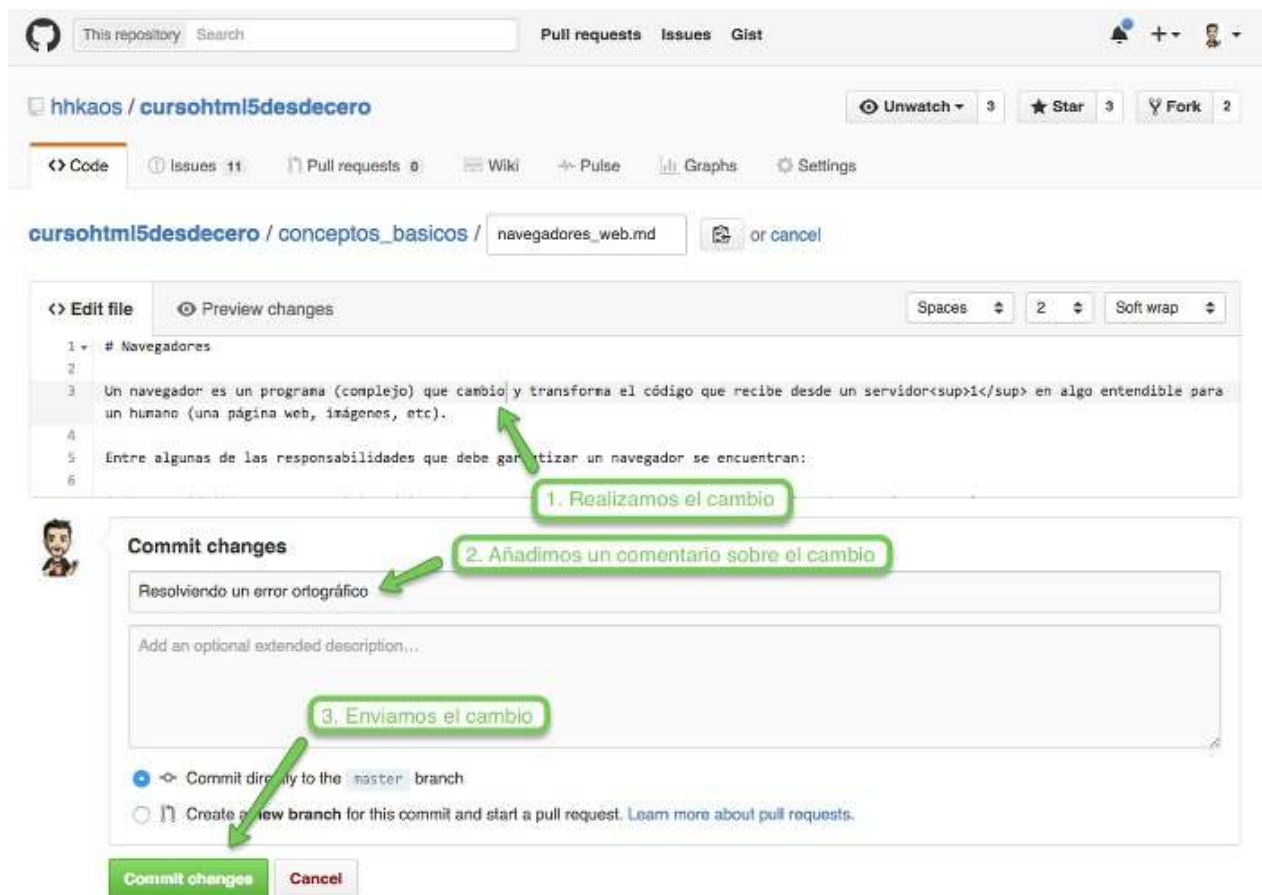 This repository Search Pull requests Issues Gist
hhkaos / cursohtml5desdecero Unwatch 3 Star 3 Fork 2
<> Code Issues 11 Pull requests 0 Wiki Pulse Graphs Settings
cursohtml5desdecero / conceptos_basicos / navegadores_web.md or cancel
<> Edit file Preview changes Spaces 2 Soft wrap
1 # Navegadores
2
3 Un navegador es un programa (complejo) que cambio y transforma el código que recibe desde un servidor<sup>1</sup> en algo entendible para
un humano (una página web, imágenes, etc).
4
5 Entre algunas de las responsabilidades que debe garantizar un navegador se encuentran:
6
1. Realizamos el cambio
Commit changes
2. Añadimos un comentario sobre el cambio
Resolviendo un error ortográfico
Add an optional extended description...
3. Enviamos el cambio
Commit directly to the master branch
Create a new branch for this commit and start a pull request. Learn more about pull requests.
Commit changes Cancel